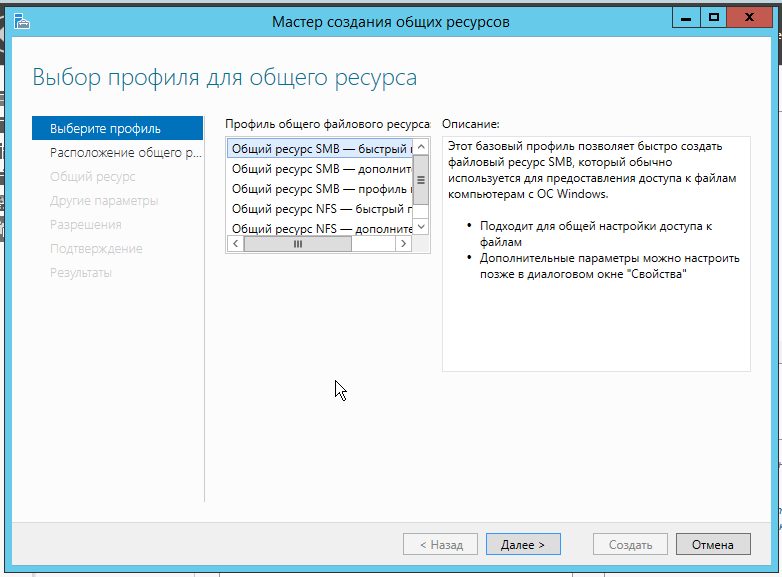 Мастер создания общих ресурсов
Выбор профиля для общего ресурса
Выберите профиль
Расположение общего р...
Общий ресурс
Другие параметры
Разрешения
Подтверждение
Результаты
Профиль общего файлового ресурса:
Общий ресурс SMB — быстрый
Общий ресурс SMB — дополнит
Общий ресурс SMB — профиль
Общий ресурс NFS — быстрый
Общий ресурс NFS — дополните
Описание:
Этот базовый профиль позволяет быстро создать
файловый ресурс SMB, который обычно
используется для предоставления доступа к файлам
компьютерам с ОС Windows.
• Подходит для общей настройки доступа к
файлам
• Дополнительные параметры можно настроить
позже в диалоговом окне "Свойства"
< Назад
Далее >
Создать
Отмена